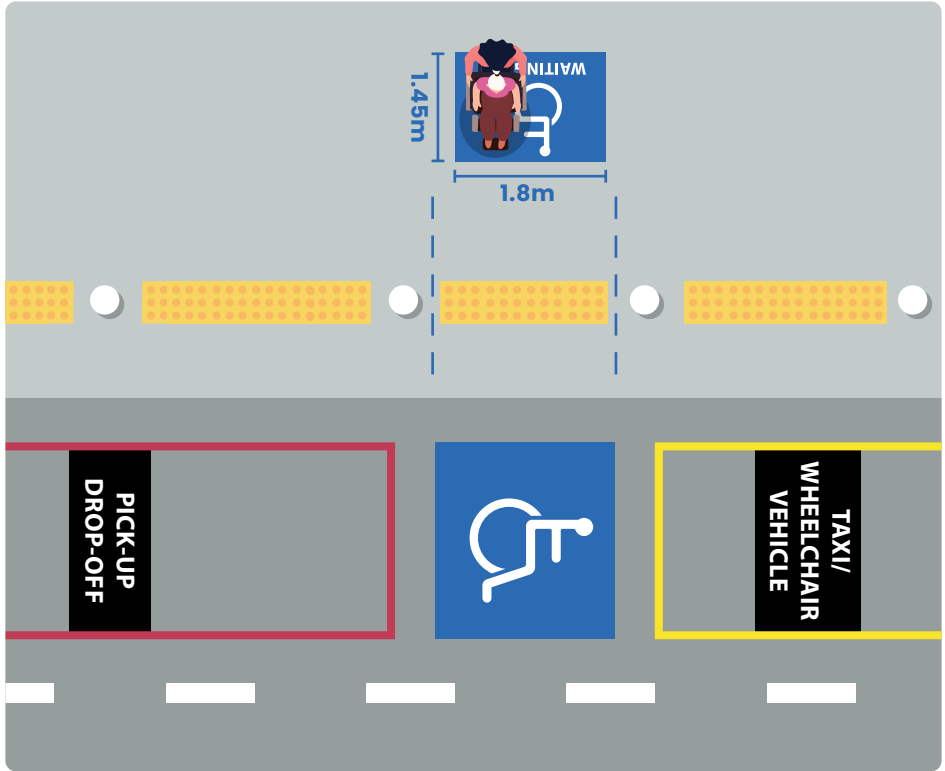 WAITING
1.45m
1.8m
PICK-UP
DROP-OFF
TAXI/
WHEELCHAIR
VEHICLE